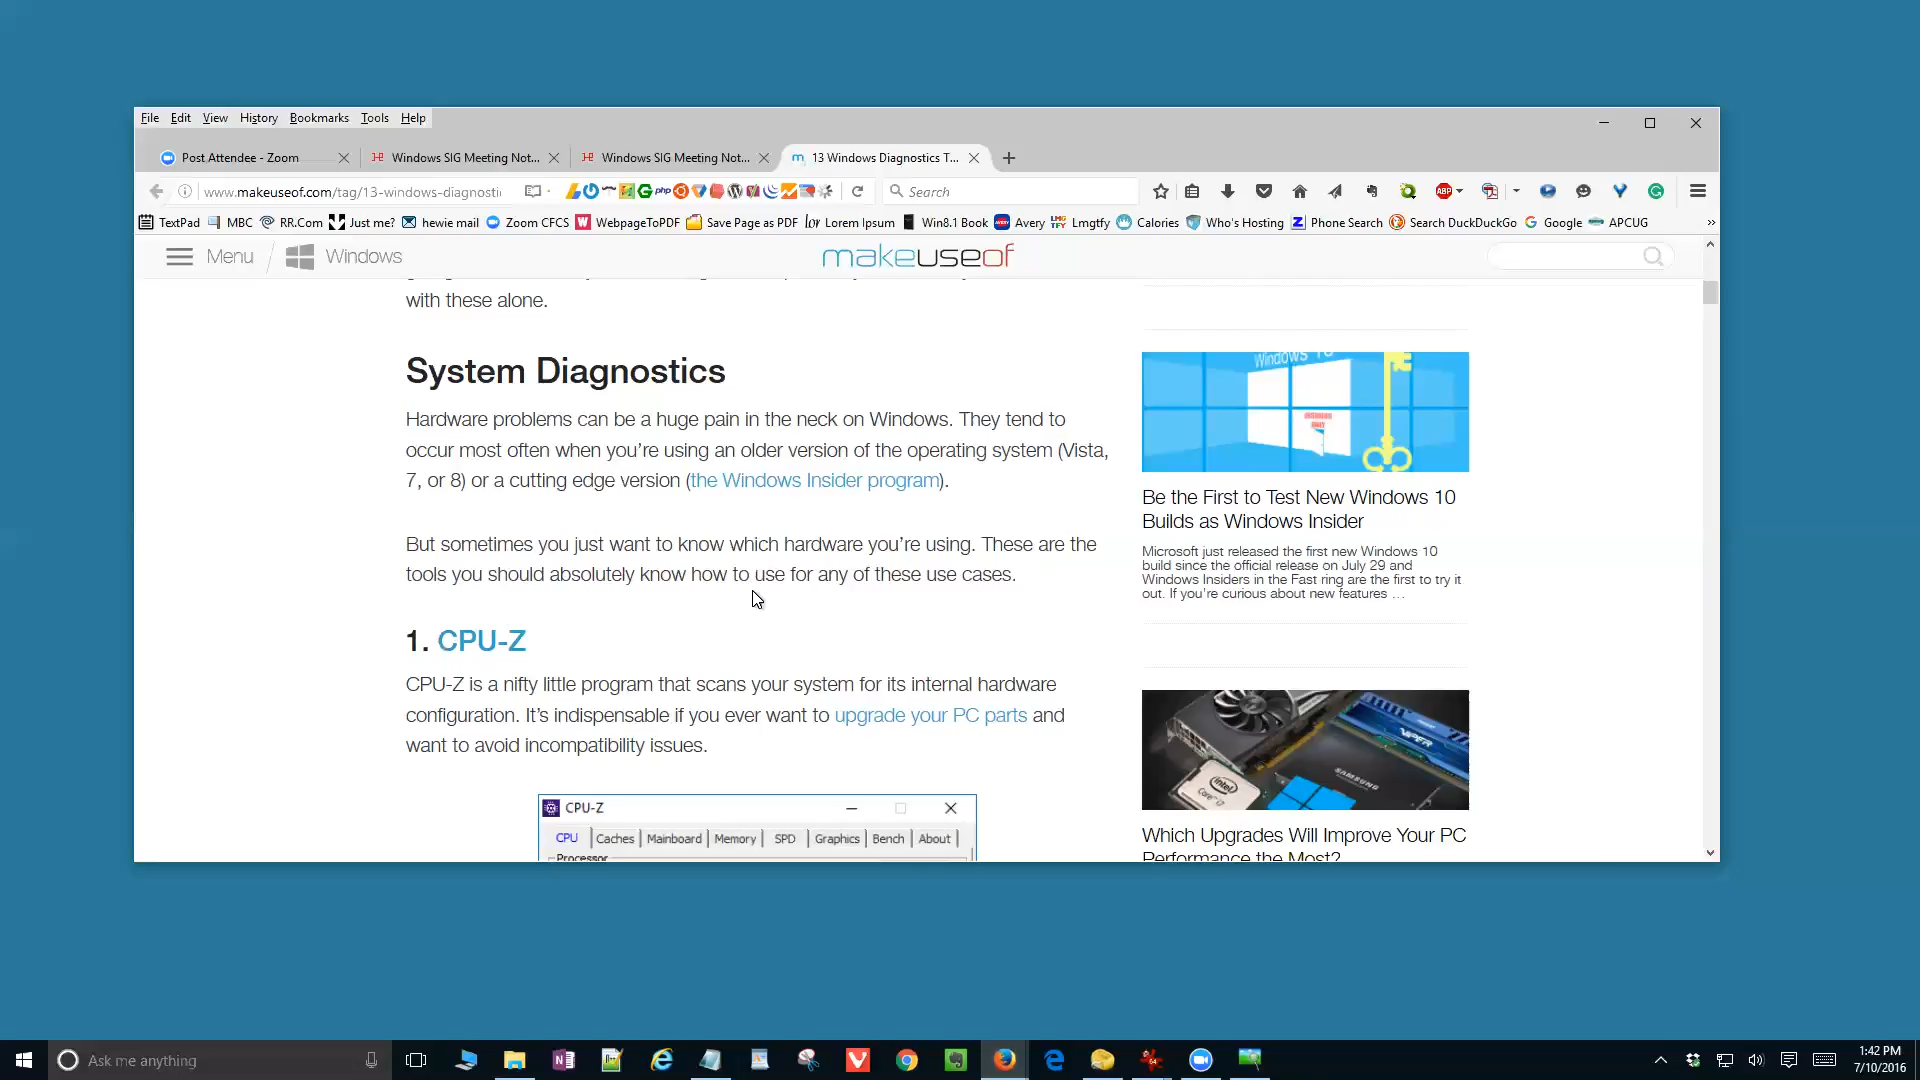 File Edit View History Bookmarks Tools Help
Post Attendee - Zoom
Windows SIG Meeting Not...
Windows SIG Meeting Not...
13 Windows Diagnostics T...
www.makeuseof.com/tag/13-windows-diagnosti
Search
TextPad MBC RR.Com Just me? hewie mail Zoom CFCS WebpageToPDF Save Page as PDF Lorem Ipsum Win8.1 Book Avery Lmgtfy Calories Who's Hosting Phone Search Search DuckDuckGo Google APCUG
Menu Windows
makeuseof
with these alone.
System Diagnostics
Hardware problems can be a huge pain in the neck on Windows. They tend to
occur most often when you're using an older version of the operating system (Vista,
7, or 8) or a cutting edge version (the Windows Insider program).
But sometimes you just want to know which hardware you're using. These are the
tools you should absolutely know how to use for any of these use cases.
1. CPU-Z
CPU-Z is a nifty little program that scans your system for its internal hardware
configuration. It's indispensable if you ever want to upgrade your PC parts and
want to avoid incompatibility issues.
CPU-Z
CPU Caches Mainboard Memory SPD Graphics Bench About
Processor
Windows 10
Be the First to Test New Windows 10
Builds as Windows Insider
Microsoft just released the first new Windows 10
build since the official release on July 29 and
Windows Insiders in the Fast ring are the first to try it
out. If you're curious about new features …
VIPER
SAMSUNG
intel
Core i7
Which Upgrades Will Improve Your PC
Performance the Most?
Ask me anything
1:42 PM
7/10/2016